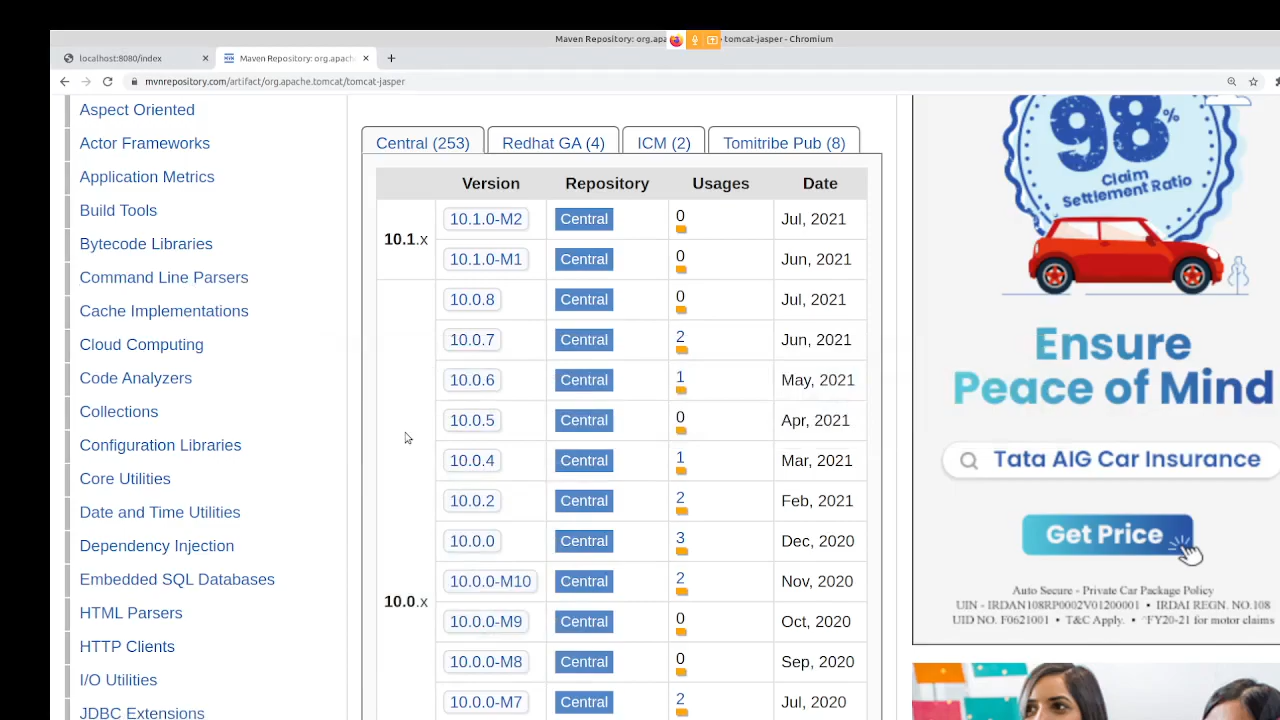 Maven Repository: org.apa
tomcat-jasper - Chromium
localhost:8080/index
Maven Repository: org.apach
mvnrepository.com/artifact/org.apache.tomcat/tomcat-jasper
Aspect Oriented
Actor Frameworks
Application Metrics
Build Tools
Bytecode Libraries
Command Line Parsers
Cache Implementations
Cloud Computing
Code Analyzers
Collections
Configuration Libraries
Core Utilities
Date and Time Utilities
Dependency Injection
Embedded SQL Databases
HTML Parsers
HTTP Clients
I/O Utilities
JDBC Extensions
Central (253) Redhat GA (4) ICM (2) Tomitribe Pub (8)
Version Repository Usages Date
10.1.x
10.1.0-M2 Central 0 Jul, 2021
10.1.0-M1 Central 0 Jun, 2021
10.0.x
10.0.8 Central 0 Jul, 2021
10.0.7 Central 2 Jun, 2021
10.0.6 Central 1 May, 2021
10.0.5 Central 0 Apr, 2021
10.0.4 Central 1 Mar, 2021
10.0.2 Central 2 Feb, 2021
10.0.0 Central 3 Dec, 2020
10.0.0-M10 Central 2 Nov, 2020
10.0.0-M9 Central 0 Oct, 2020
10.0.0-M8 Central 0 Sep, 2020
10.0.0-M7 Central 2 Jul, 2020
98%
Claim
Settlement Ratio
Ensure
Peace of Mind
Tata AIG Car Insurance
Get Price
Auto Secure - Private Car Package Policy
UIN - IRDAN108RP0002V01200001 • IRDAI REGN. NO.108
UID NO. F0621001 • T&C Apply. • ^FY20-21 for motor claims